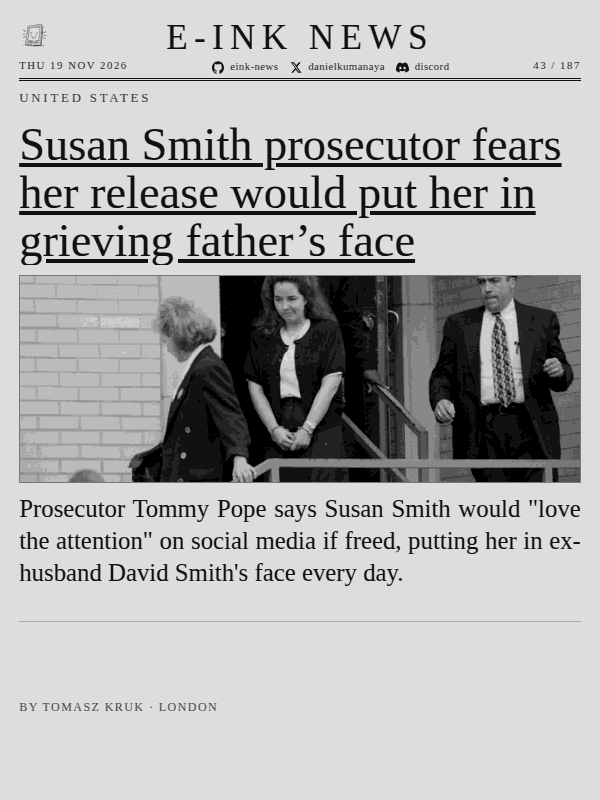 E-INK NEWS
THU 19 NOV 2026
eink-news
danielkumanaya
discord
43 / 187
UNITED STATES
Susan Smith prosecutor fears
her release would put her in
grieving father’s face
Prosecutor Tommy Pope says Susan Smith would "love
the attention" on social media if freed, putting her in ex-
husband David Smith's face every day.
BY TOMASZ KRUK · LONDON